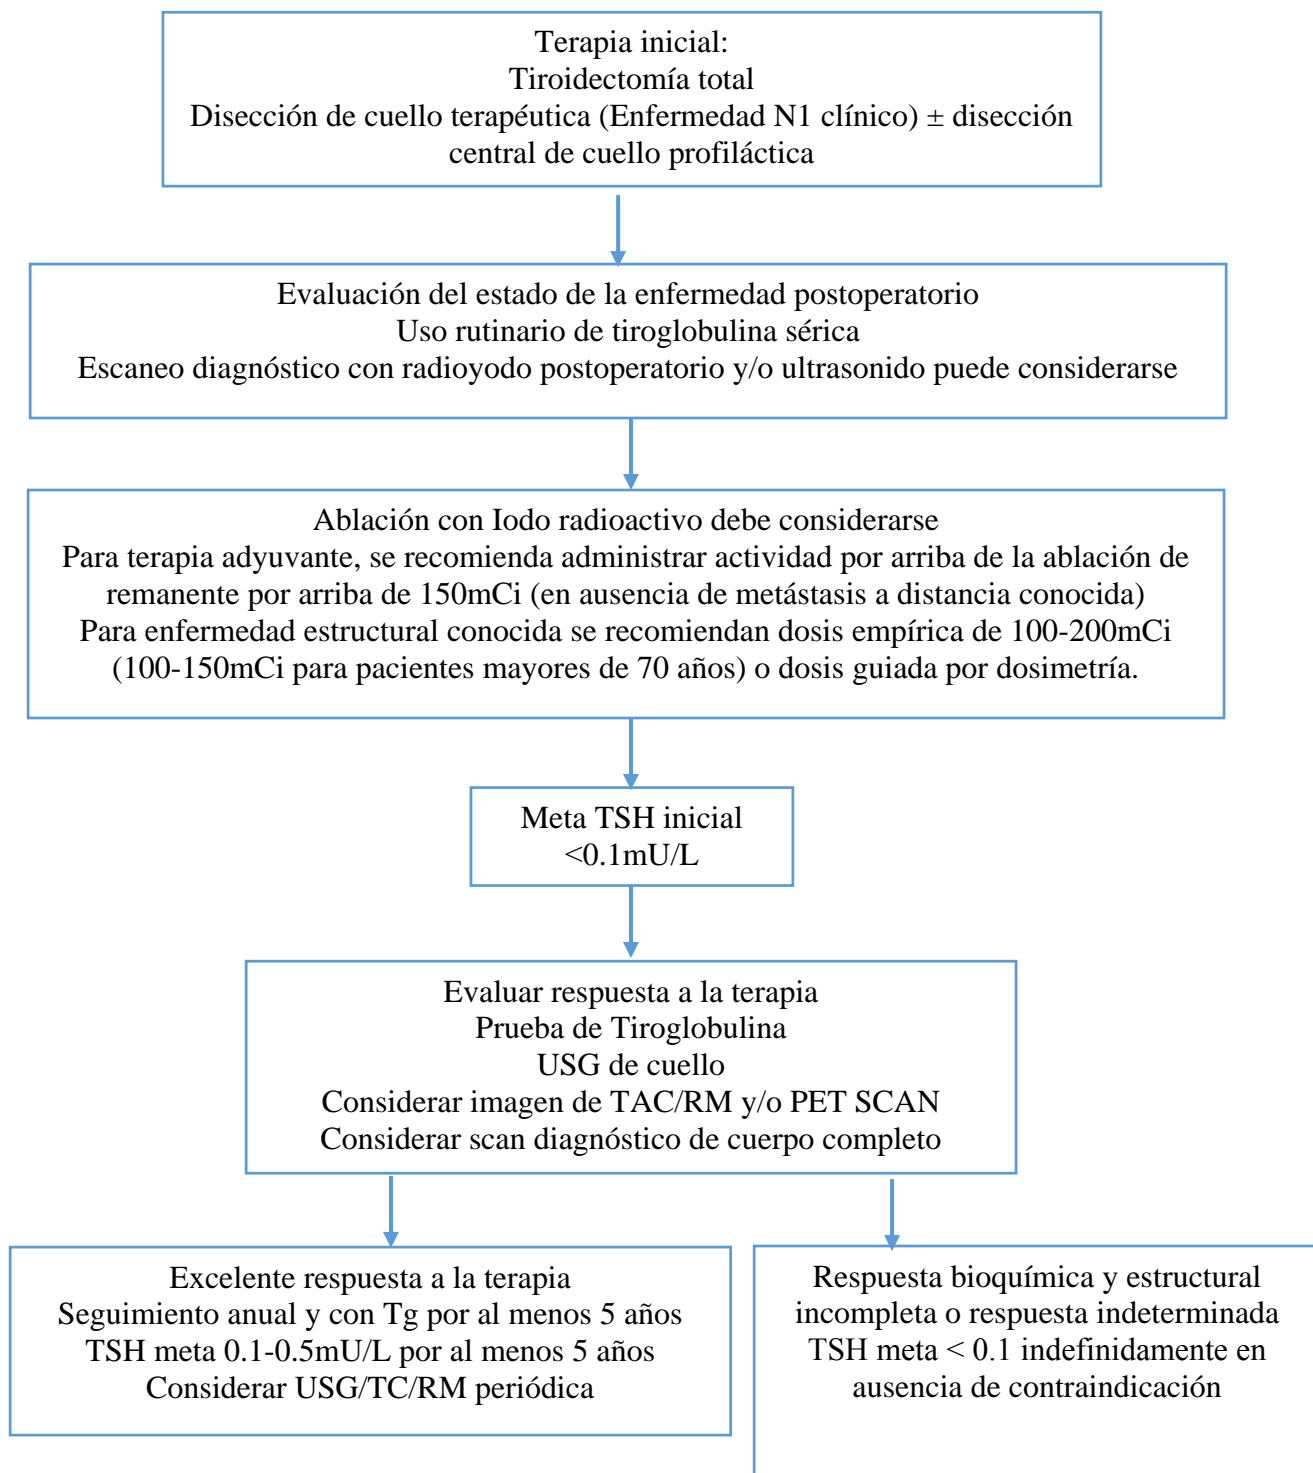 Terapia inicial:
Tiroidectomía total
Disección de cuello terapéutica (Enfermedad N1 clínico) ± disección
central de cuello profiláctica
Evaluación del estado de la enfermedad postoperatorio
Uso rutinario de tiroglobulina sérica
Escaneo diagnóstico con radioyodo postoperatorio y/o ultrasonido puede considerarse
Ablación con Iodo radioactivo debe considerarse
Para terapia adyuvante, se recomienda administrar actividad por arriba de la ablación de
remanente por arriba de 150mCi (en ausencia de metástasis a distancia conocida)
Para enfermedad estructural conocida se recomiendan dosis empírica de 100-200mCi
(100-150mCi para pacientes mayores de 70 años) o dosis guiada por dosimetría.
Meta TSH inicial
<0.1mU/L
Evaluar respuesta a la terapia
Prueba de Tiroglobulina
USG de cuello
Considerar imagen de TAC/RM y/o PET SCAN
Considerar scan diagnóstico de cuerpo completo
Excelente respuesta a la terapia
Seguimiento anual y con Tg por al menos 5 años
TSH meta 0.1-0.5mU/L por al menos 5 años
Considerar USG/TC/RM periódica
Respuesta bioquímica y estructural
incompleta o respuesta indeterminada
TSH meta < 0.1 indefinidamente en
ausencia de contraindicación